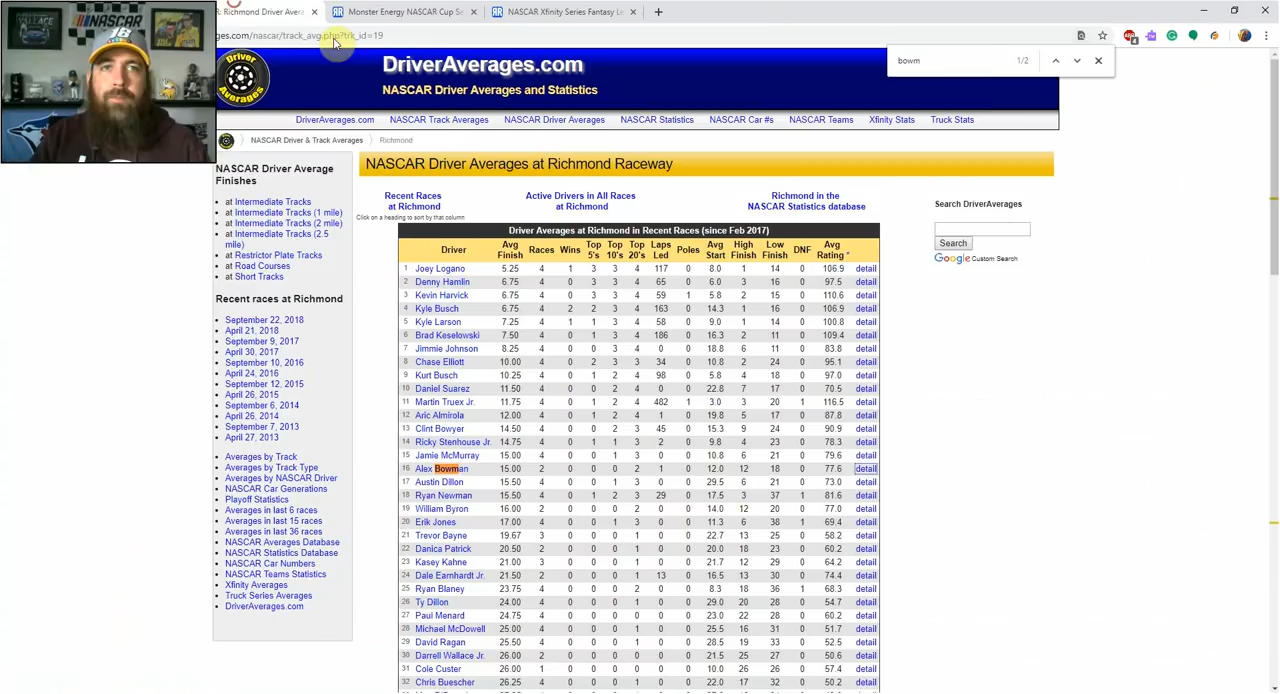 R: Richmond Driver Aver
Monster Energy NASCAR Cup Se
NASCAR Xfinity Series Fantasy Le
ges.com/nascar/track_avg.php?trk_id=19
bowm 1/2
DriverAverages.com
NASCAR Driver Averages and Statistics
Driver Averages
DriverAverages.com NASCAR Track Averages NASCAR Driver Averages NASCAR Statistics NASCAR Car #s NASCAR Teams Xfinity Stats Truck Stats
NASCAR Driver & Track Averages Richmond
NASCAR Driver Average
Finishes
at Intermediate Tracks
at Intermediate Tracks (1 mile)
at Intermediate Tracks (2 mile)
at Intermediate Tracks (2.5
mile)
at Restrictor Plate Tracks
at Road Courses
at Short Tracks
Recent races at Richmond
September 22, 2018
April 21, 2018
September 9, 2017
April 30, 2017
September 10, 2016
April 24, 2016
September 12, 2015
April 26, 2015
September 6, 2014
April 26, 2014
September 7, 2013
April 27, 2013
Averages by Track
Averages by Track Type
Averages by NASCAR Driver
NASCAR Car Generations
Playoff Statistics
Averages in last 6 races
Averages in last 15 races
Averages in last 36 races
NASCAR Averages Database
NASCAR Statistics Database
NASCAR Car Numbers
NASCAR Teams Statistics
Xfinity Averages
Truck Series Averages
DriverAverages.com
NASCAR Driver Averages at Richmond Raceway
Recent Races
at Richmond
Active Drivers in All Races
at Richmond
Richmond in the
NASCAR Statistics database
Click on a heading to sort by that column
Driver Averages at Richmond in Recent Races (since Feb 2017)
Driver Avg Finish Races Wins Top 5's Top 10's Top 20's Laps Led Poles Avg Start High Finish Low Finish DNF Avg Rating
1 Joey Logano 5.25 4 1 3 3 4 117 0 8.0 1 14 0 106.9 detail
2 Denny Hamlin 6.75 4 0 3 3 4 65 0 6.0 3 16 0 97.5 detail
3 Kevin Harvick 6.75 4 0 3 3 4 59 1 5.8 2 15 0 110.6 detail
4 Kyle Busch 6.75 4 2 2 3 4 163 0 14.3 1 16 0 106.9 detail
5 Kyle Larson 7.25 4 1 1 3 4 58 0 9.0 1 14 0 100.8 detail
6 Brad Keselowski 7.50 4 0 1 3 4 186 0 16.3 2 11 0 109.4 detail
7 Jimmie Johnson 8.25 4 0 0 3 4 0 0 18.8 6 11 0 83.8 detail
8 Chase Elliott 10.00 4 0 2 3 3 34 0 10.8 2 24 0 95.1 detail
9 Kurt Busch 10.25 4 0 1 2 4 98 0 5.8 4 18 0 97.0 detail
10 Daniel Suarez 11.50 4 0 0 2 4 0 0 22.8 7 17 0 70.5 detail
11 Martin Truex Jr. 11.75 4 0 1 2 4 482 1 3.0 3 20 1 116.5 detail
12 Aric Almirola 12.00 4 0 1 2 4 1 0 19.8 5 17 0 87.8 detail
13 Clint Bowyer 14.50 4 0 0 2 3 45 0 15.3 9 24 0 90.9 detail
14 Ricky Stenhouse Jr. 14.75 4 0 1 1 3 2 0 9.8 4 23 0 78.3 detail
15 Jamie McMurray 15.00 4 0 0 1 3 4 0 10.8 6 21 0 79.6 detail
16 Alex Bowman 15.00 2 0 0 0 2 1 0 12.0 12 18 0 77.6 detail
17 Austin Dillon 15.50 4 0 0 1 3 0 0 29.5 6 21 0 73.0 detail
18 Ryan Newman 15.50 4 0 1 2 3 29 0 17.5 3 37 1 81.6 detail
19 William Byron 16.00 2 0 0 0 2 0 0 14.0 12 20 0 77.0 detail
20 Erik Jones 17.00 4 0 0 1 3 0 0 11.3 6 38 1 69.4 detail
21 Trevor Bayne 19.67 3 0 0 0 1 0 0 22.7 13 25 0 58.2 detail
22 Danica Patrick 20.50 2 0 0 0 1 0 0 20.0 18 23 0 60.2 detail
23 Kasey Kahne 21.00 3 0 0 0 1 0 0 21.7 12 29 0 64.2 detail
24 Dale Earnhardt Jr. 21.50 2 0 0 0 1 13 0 16.5 13 30 0 74.4 detail
25 Ryan Blaney 23.75 4 0 0 0 2 0 0 8.3 18 36 1 68.3 detail
26 Ty Dillon 24.00 4 0 0 0 1 0 0 29.0 20 28 0 54.7 detail
27 Paul Menard 24.75 4 0 0 0 1 0 0 23.0 13 28 0 60.2 detail
28 Michael McDowell 25.00 4 0 0 0 1 0 0 25.5 16 31 0 51.7 detail
29 David Ragan 25.50 4 0 0 0 1 0 0 28.5 19 33 0 52.5 detail
30 Darrell Wallace Jr. 26.00 2 0 0 0 1 0 0 21.5 25 27 0 50.6 detail
31 Cole Custer 26.00 1 0 0 0 0 0 0 10.0 26 26 0 57.4 detail
32 Chris Buescher 26.25 4 0 0 0 1 0 0 22.0 17 32 0 50.2 detail
Search DriverAverages
Search
Google Custom Search
NASCAR